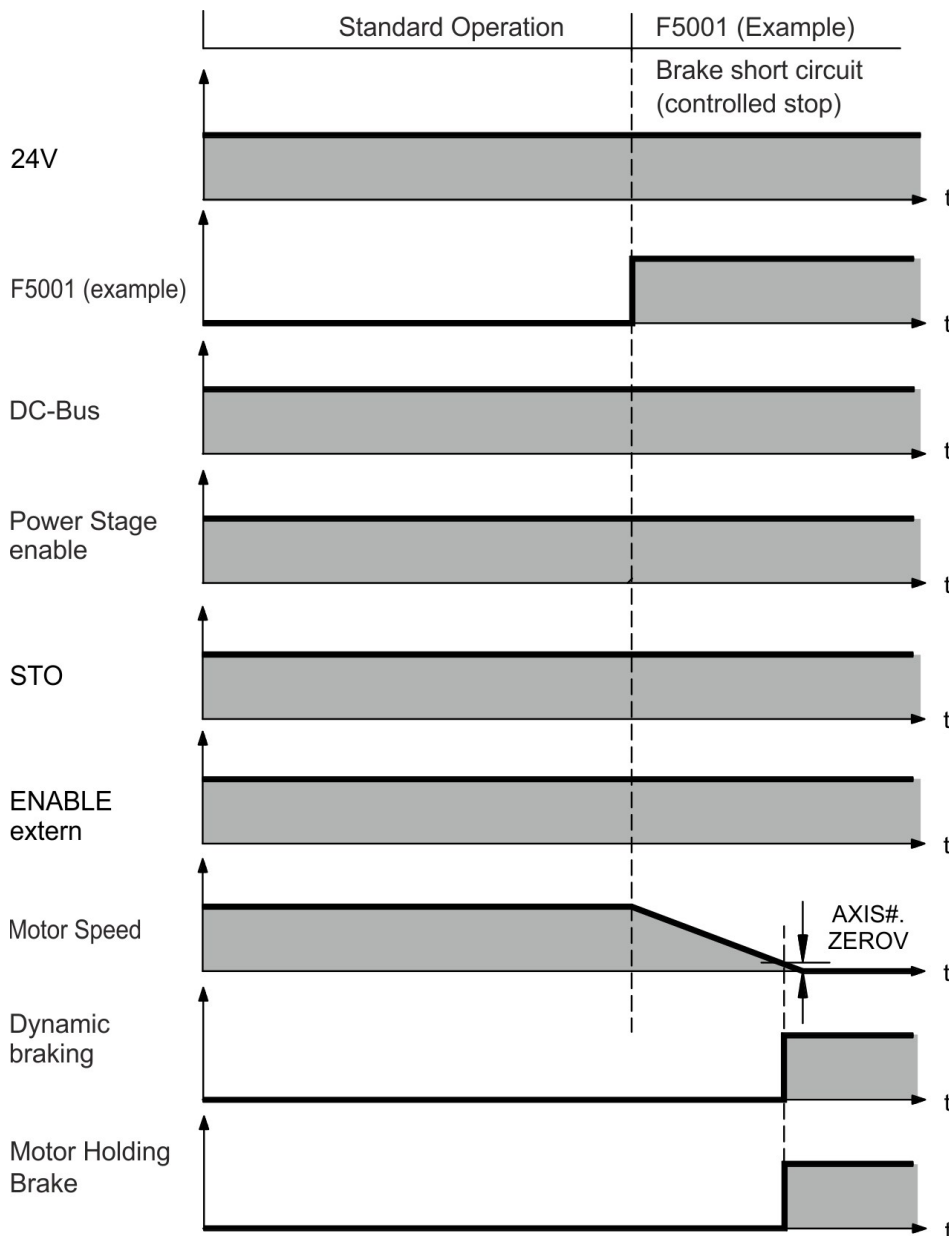 Standard Operation
F5001 (Example)
Brake short circuit
(controlled stop)
24V
t
F5001 (example)
t
DC-Bus
t
Power Stage
enable
t
STO
t
ENABLE
extern
t
Motor Speed
AXIS#.
ZEROV
t
Dynamic
braking
t
Motor Holding
Brake
t